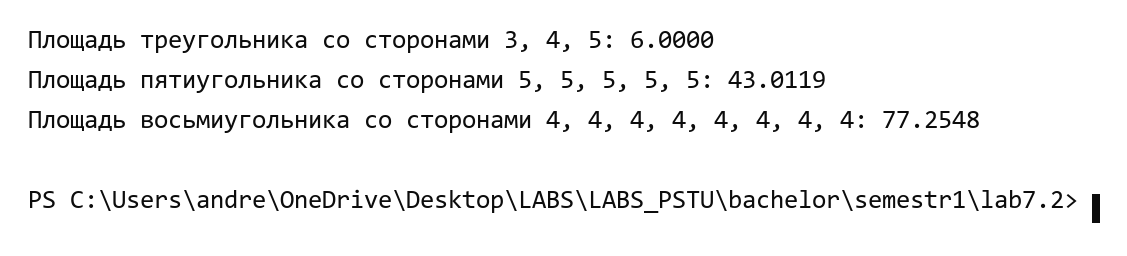 Площадь треугольника со сторонами 3, 4, 5: 6.0000
Площадь пятиугольника со сторонами 5, 5, 5, 5, 5: 43.0119
Площадь восьмиугольника со сторонами 4, 4, 4, 4, 4, 4, 4, 4: 77.2548
PS C:\Users\andre\OneDrive\Desktop\LABS\LABS_PSTU\bachelor\semestr1\lab7.2>